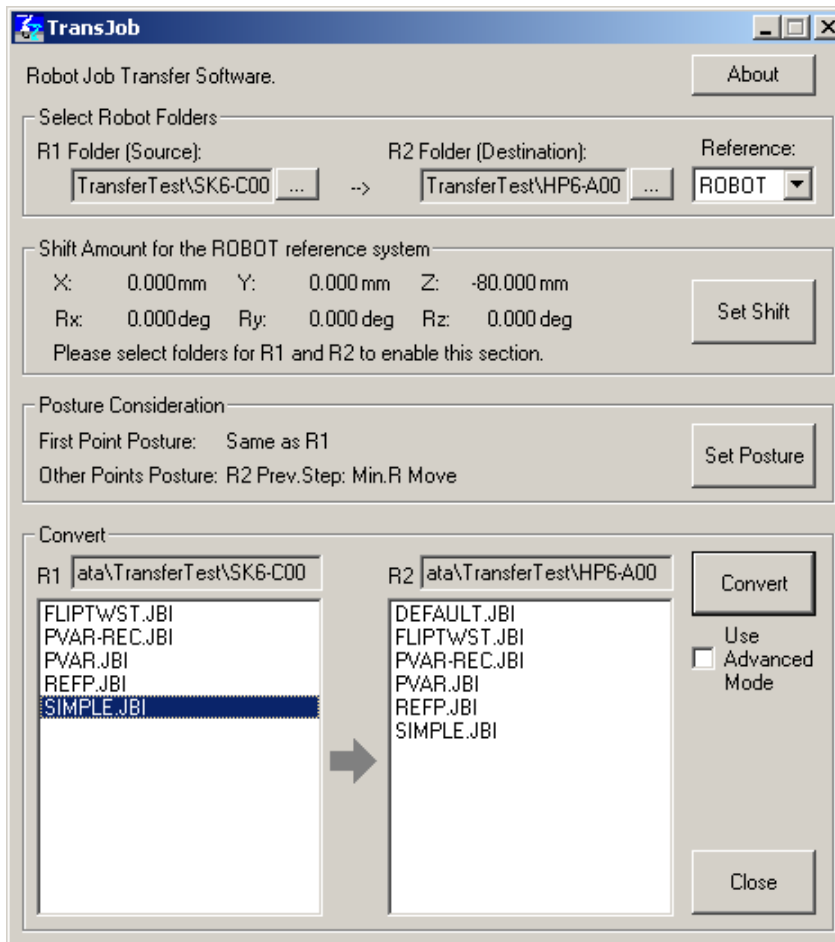 TransJob
Robot Job Transfer Software.
About
Select Robot Folders
R1 Folder (Source): R2 Folder (Destination): Reference:
TransferTest\SK6-C00 ... --> TransferTest\HP6-A00 ... ROBOT
Shift Amount for the ROBOT reference system
X: 0.000mm Y: 0.000 mm Z: -80.000 mm
Rx: 0.000deg Ry: 0.000 deg Rz: 0.000 deg
Set Shift
Please select folders for R1 and R2 to enable this section.
Posture Consideration
First Point Posture: Same as R1
Other Points Posture: R2 Prev.Step: Min.R Move
Set Posture
Convert
R1 ata\TransferTest\SK6-C00 R2 ata\TransferTest\HP6-A00
FLIPTWST.JBI
PVAR-REC.JBI
PVAR.JBI
REFP.JBI
SIMPLE.JBI
DEFAULT.JBI
FLIPTWST.JBI
PVAR-REC.JBI
PVAR.JBI
REFP.JBI
SIMPLE.JBI
Convert
Use
Advanced
Mode
Close